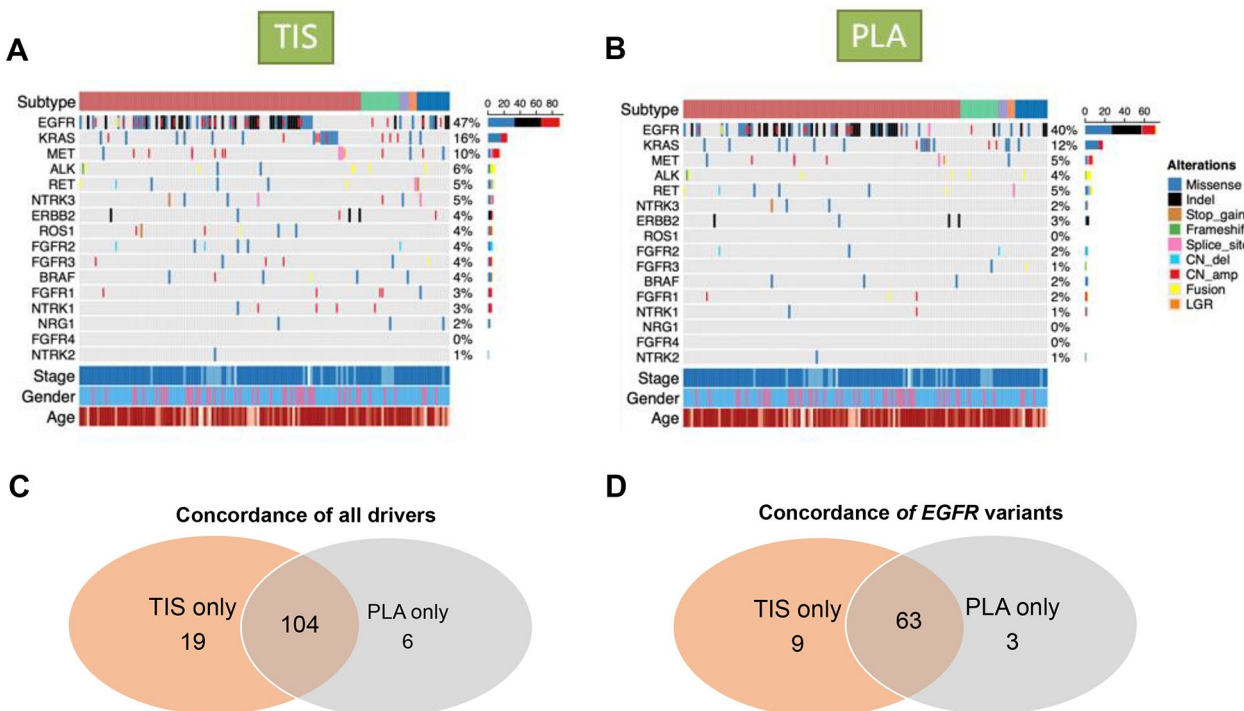 A
TIS
Subtype
0 20 40 60 80
EGFR 47%
KRAS 16%
MET 10%
ALK 6%
RET 5%
NTRK3 5%
ERBB2 4%
ROS1 4%
FGFR2 4%
FGFR3 4%
BRAF 4%
FGFR1 3%
NTRK1 3%
NRG1 2%
FGFR4 0%
NTRK2 1%
Stage
Gender
Age
B
PLA
Subtype
0 20 40 60
EGFR 40%
KRAS 12%
MET 5%
ALK 4%
RET 5%
NTRK3 2%
ERBB2 3%
ROS1 0%
FGFR2 2%
FGFR3 1%
BRAF 2%
FGFR1 2%
NTRK1 1%
NRG1 0%
FGFR4 0%
NTRK2 1%
Stage
Gender
Age
Alterations
Missense
Indel
Stop_gain
Frameshif
Splice_site
CN_del
CN_amp
Fusion
LGR
C
Concordance of all drivers
TIS only
19
104
PLA only
6
D
Concordance of EGFR variants
TIS only
9
63
PLA only
3